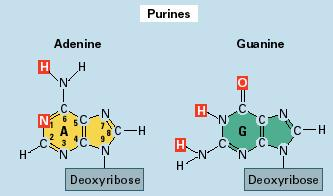 Purines
Adenine
Guanine
H
H
N
C
N
1
6
5
N
7
A
C
8
H
2
3
4
9
C
H
N
C
N
Deoxyribose
O
C
H
N
C
N
G
C
H
H
N
C
N
C
N
H
Deoxyribose